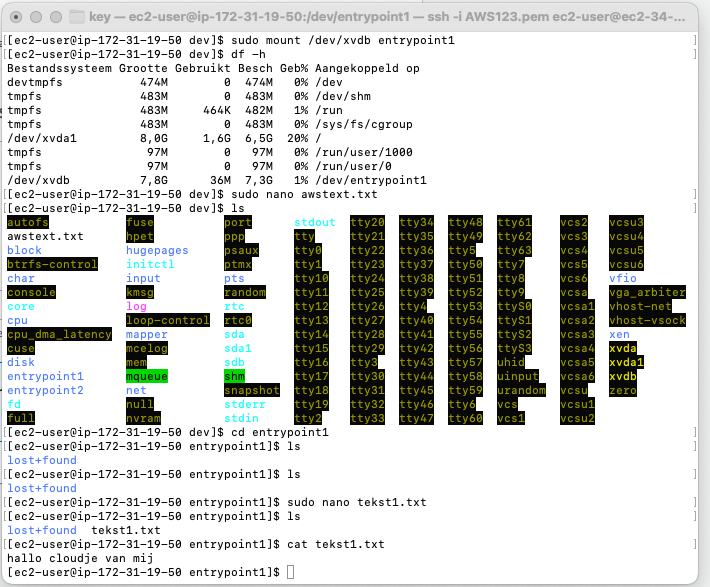 key — ec2-user@ip-172-31-19-50:/dev/entrypoint1 — ssh -i AWS123.pem ec2-user@ec2-34-...
[[ec2-user@ip-172-31-19-50 dev]$ sudo mount /dev/xvdb entrypoint1 ]
[[ec2-user@ip-172-31-19-50 dev]$ df -h ]
Bestandssysteem Grootte Gebruikt Besch Geb% Aangekoppeld op
devtmpfs 474M 0 474M 0% /dev
tmpfs 483M 0 483M 0% /dev/shm
tmpfs 483M 464K 482M 1% /run
tmpfs 483M 0 483M 0% /sys/fs/cgroup
/dev/xvda1 8,0G 1,6G 6,5G 20% /
tmpfs 97M 0 97M 0% /run/user/1000
tmpfs 97M 0 97M 0% /run/user/0
/dev/xvdb 7,8G 36M 7,3G 1% /dev/entrypoint1
[[ec2-user@ip-172-31-19-50 dev]$ sudo nano awstext.txt ]
[[ec2-user@ip-172-31-19-50 dev]$ ls ]
autofs fuse port stdout tty20 tty34 tty48 tty61 vcs2 vcsu3
awstext.txt hpet ppp tty tty21 tty35 tty49 tty62 vcs3 vcsu4
block hugepages psaux tty0 tty22 tty36 tty5 tty63 vcs4 vcsu5
btrfs-control initctl ptmx tty1 tty23 tty37 tty50 tty7 vcs5 vcsu6
char input pts tty10 tty24 tty38 tty51 tty8 vcs6 vfio
console kmsg random tty11 tty25 tty39 tty52 tty9 vcsa vga_arbiter
core log rtc tty12 tty26 tty4 tty53 ttyS0 vcsa1 vhost-net
cpu loop-control rtc0 tty13 tty27 tty40 tty54 ttyS1 vcsa2 vhost-vsock
cpu_dma_latency mapper sda tty14 tty28 tty41 tty55 ttyS2 vcsa3 xen
cuse mcelog sda1 tty15 tty29 tty42 tty56 ttyS3 vcsa4 xvda
disk mem sdb tty16 tty3 tty43 tty57 uhid vcsa5 xvda1
entrypoint1 mqueue shm tty17 tty30 tty44 tty58 uinput vcsa6 xvdb
entrypoint2 net snapshot tty18 tty31 tty45 tty59 urandom vcsu zero
fd null stderr tty19 tty32 tty46 tty6 vcs vcsu1
full nvram stdin tty2 tty33 tty47 tty60 vcs1 vcsu2
[[ec2-user@ip-172-31-19-50 dev]$ cd entrypoint1 ]
[[ec2-user@ip-172-31-19-50 entrypoint1]$ ls ]
lost+found
[[ec2-user@ip-172-31-19-50 entrypoint1]$ ls ]
lost+found
[[ec2-user@ip-172-31-19-50 entrypoint1]$ sudo nano tekst1.txt ]
[[ec2-user@ip-172-31-19-50 entrypoint1]$ ls ]
lost+found tekst1.txt
[[ec2-user@ip-172-31-19-50 entrypoint1]$ cat tekst1.txt ]
hallo cloudje van mij
[ec2-user@ip-172-31-19-50 entrypoint1]$